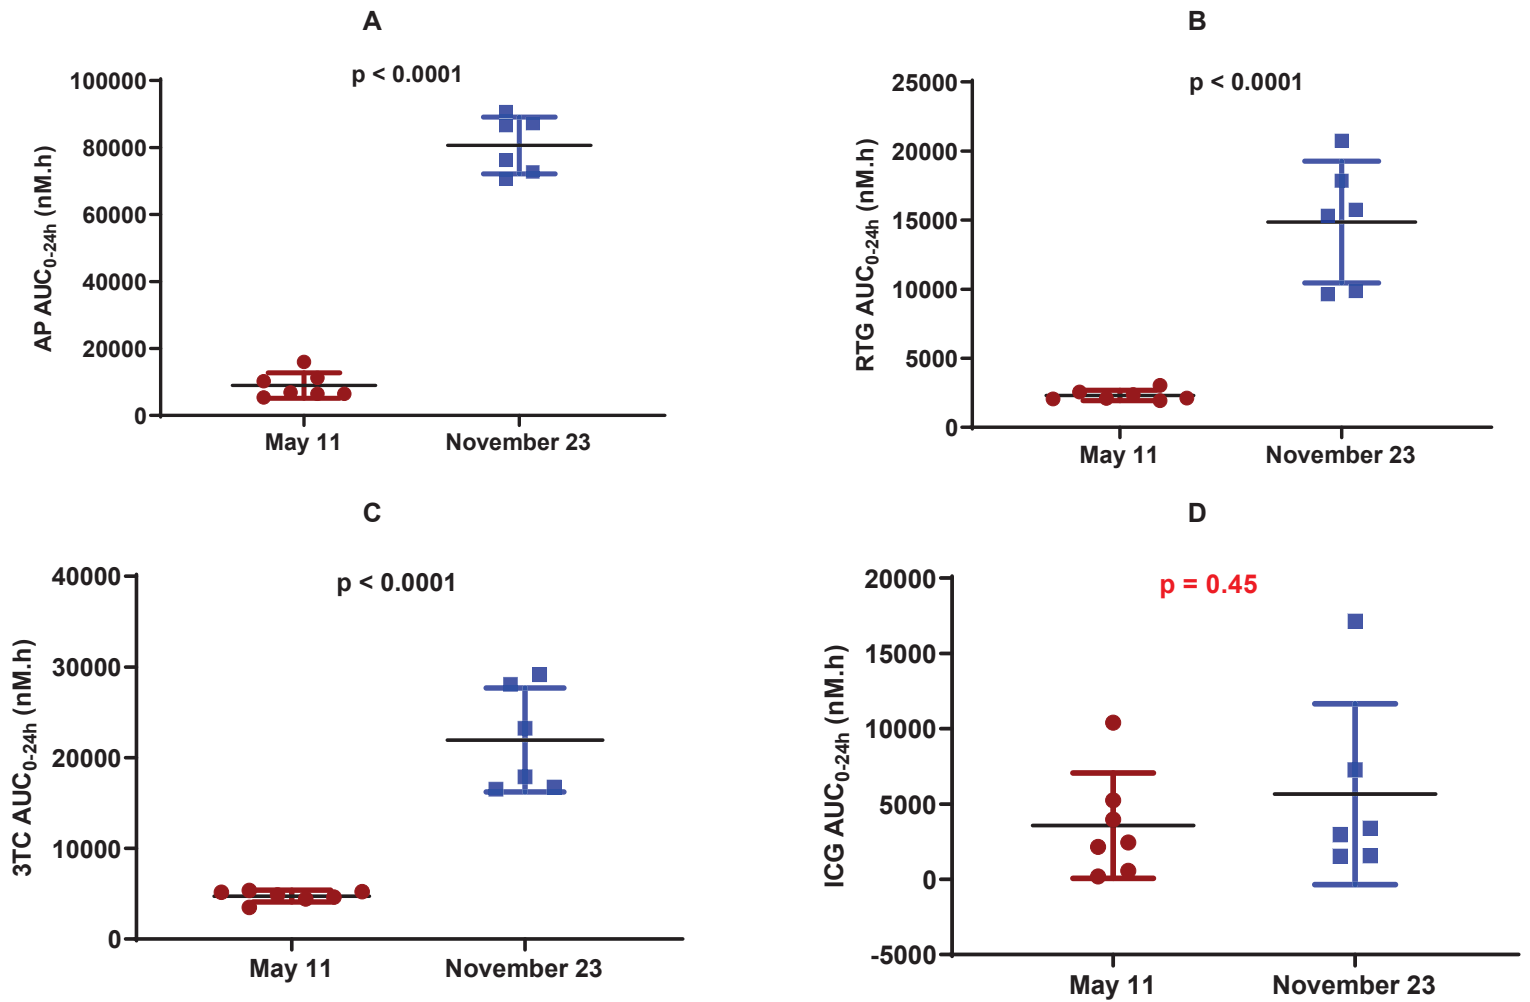 A
p < 0.0001
AP AUC0-24h (nM.h)
100000
80000
60000
40000
20000
0
May 11
November 23
B
p < 0.0001
RTG AUC0-24h (nM.h)
25000
20000
15000
10000
5000
0
May 11
November 23
C
p < 0.0001
3TC AUC0-24h (nM.h)
40000
30000
20000
10000
0
May 11
November 23
D
p = 0.45
ICG AUC0-24h (nM.h)
20000
15000
10000
5000
0
-5000
May 11
November 23